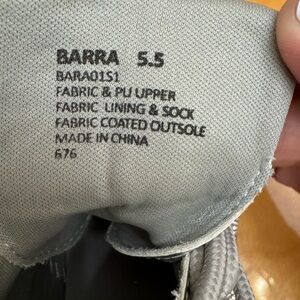 BARRA 5.5
BARA01S1
FABRIC & PU UPPER
FABRIC LINING & SOCK
FABRIC COATED OUTSOLE
MADE IN CHINA
676